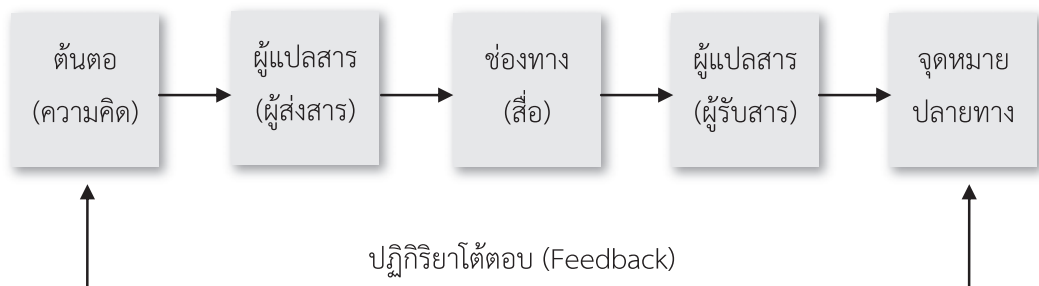 ต้นตอ
(ความคิด)
ผู้แปลสาร
(ผู้ส่งสาร)
ช่องทาง
(สื่อ)
ผู้แปลสาร
(ผู้รับสาร)
จุดหมาย
ปลายทาง
ปฏิกิริยาโต้ตอบ (Feedback)